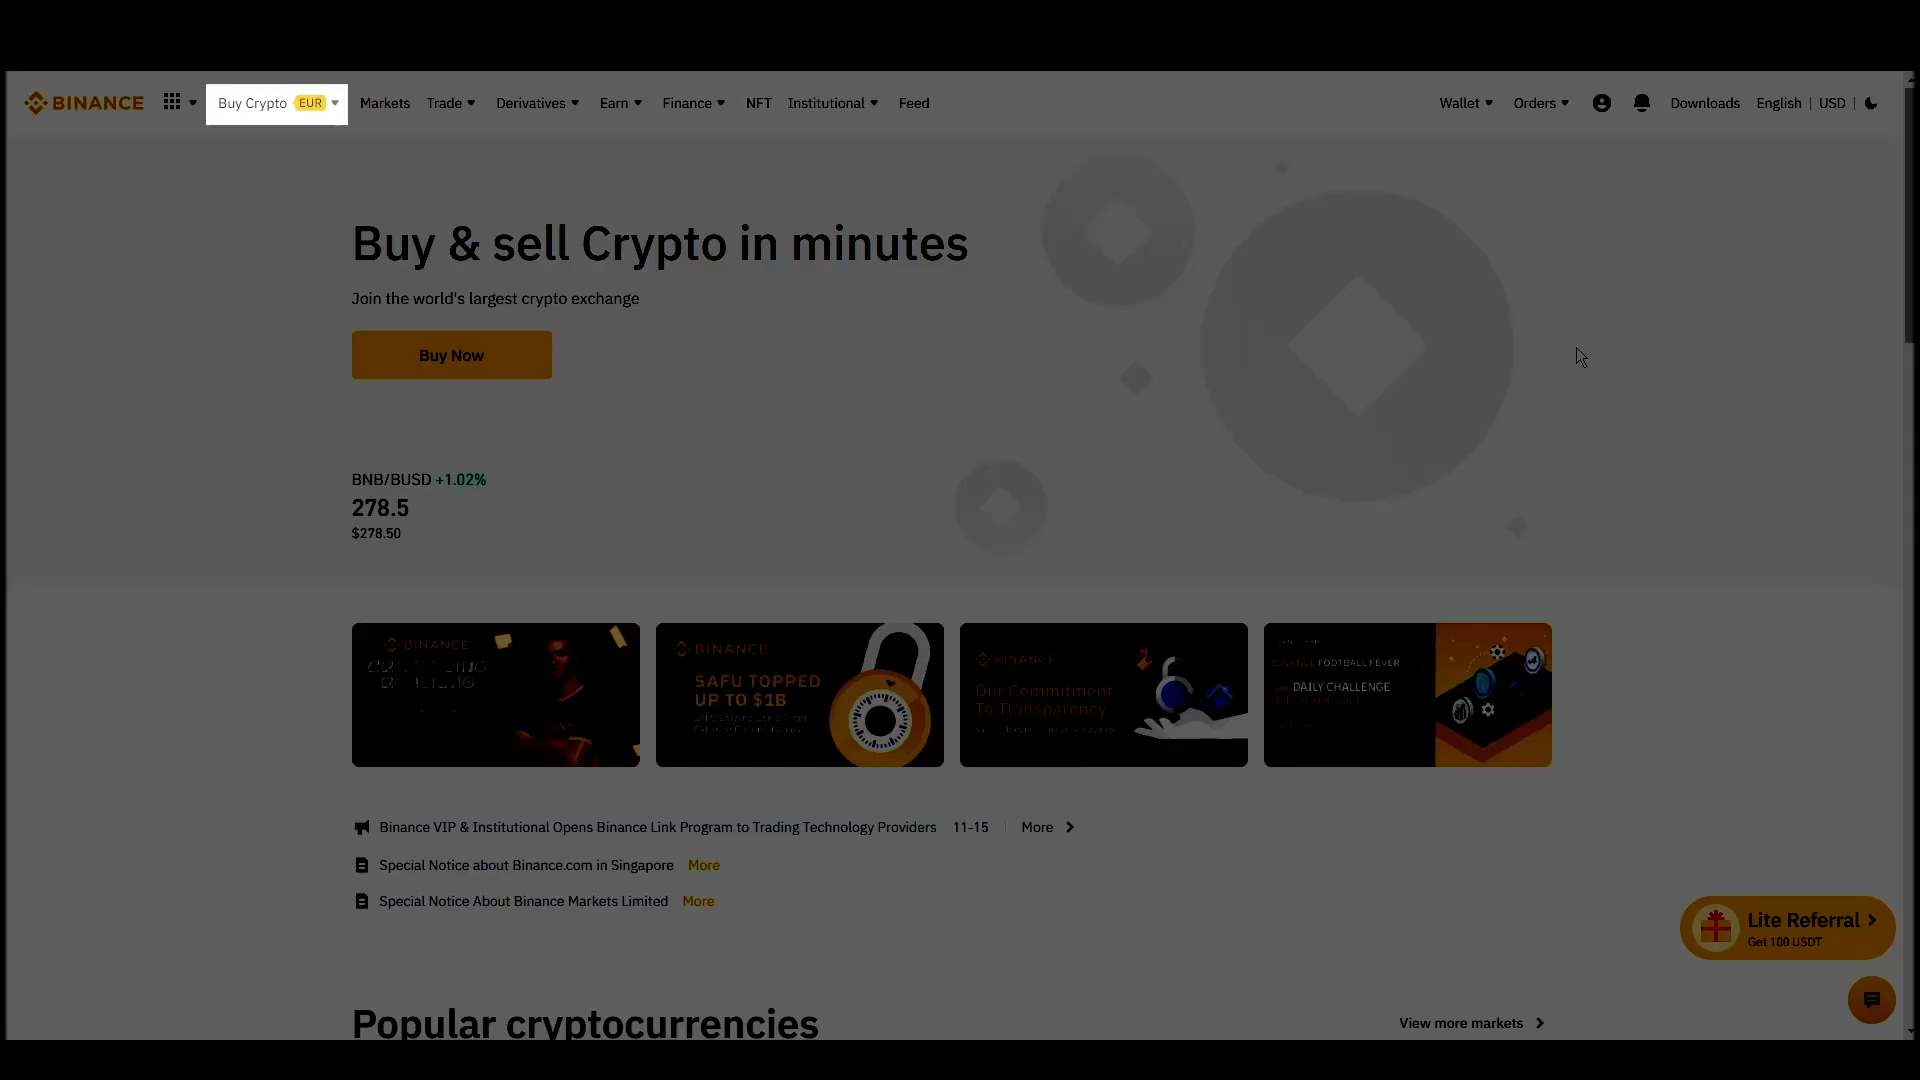 BINANCE
Buy Crypto EUR
Markets
Trade
Derivatives
Earn
Finance
NFT
Institutional
Feed
Wallet
Orders
Downloads
English
USD
Buy & sell Crypto in minutes
Join the world's largest crypto exchange
Buy Now
BNB/BUSD +1.02%
278.5
$278.50
BINANCE
BINANCE
SAFU TOPPED
UP TO $1B
BINANCE
Our Commitment
To Transparency
FOOTBALL FEVER
DAILY CHALLENGE
Binance VIP & Institutional Opens Binance Link Program to Trading Technology Providers 11-15 More
Special Notice about Binance.com in Singapore More
Special Notice About Binance Markets Limited More
Lite Referral
Get 100 USDT
Popular cryptocurrencies
View more markets